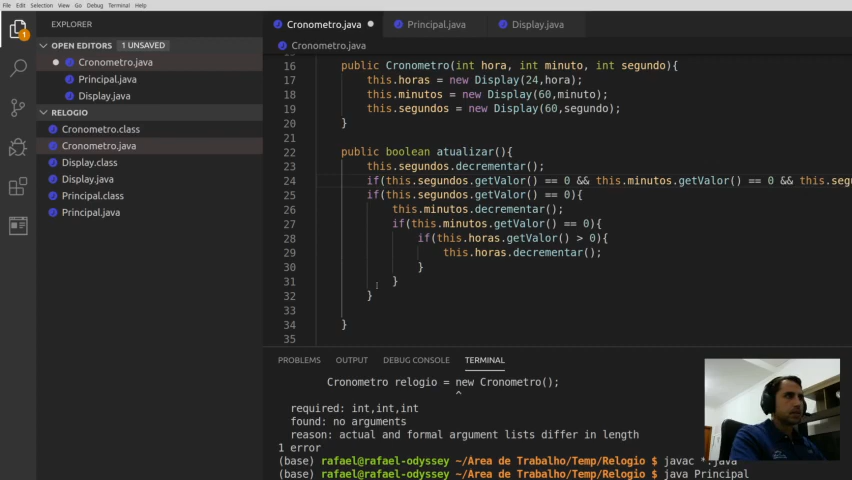 File Edit Selection View Go Debug Terminal Help
EXPLORER
OPEN EDITORS 1 UNSAVED
Cronometro.java
Principal.java
Display.java
RELOGIO
Cronometro.class
Cronometro.java
Display.class
Display.java
Principal.class
Principal.java
1
Cronometro.java Principal.java Display.java
Cronometro.java
16 public Cronometro(int hora, int minuto, int segundo){
17 this.horas = new Display(24,hora);
18 this.minutos = new Display(60,minuto);
19 this.segundos = new Display(60,segundo);
20 }
21
22 public boolean atualizar(){
23 this.segundos.decrementar();
24 if(this.segundos.getValor() == 0 && this.minutos.getValor() == 0 && this.seg
25 if(this.segundos.getValor() == 0){
26 this.minutos.decrementar();
27 if(this.minutos.getValor() == 0){
28 if(this.horas.getValor() > 0){
29 this.horas.decrementar();
30 }
31 }
32 }
33
34 }
35
PROBLEMS OUTPUT DEBUG CONSOLE TERMINAL
Cronometro relogio = new Cronometro();
^
required: int,int,int
found: no arguments
reason: actual and formal argument lists differ in length
1 error
(base) rafael@rafael-odyssey ~/Área de Trabalho/Temp/Relogio $ javac *.java
(base) rafael@rafael-odyssey ~/Área de Trabalho/Temp/Relogio $ java Principal